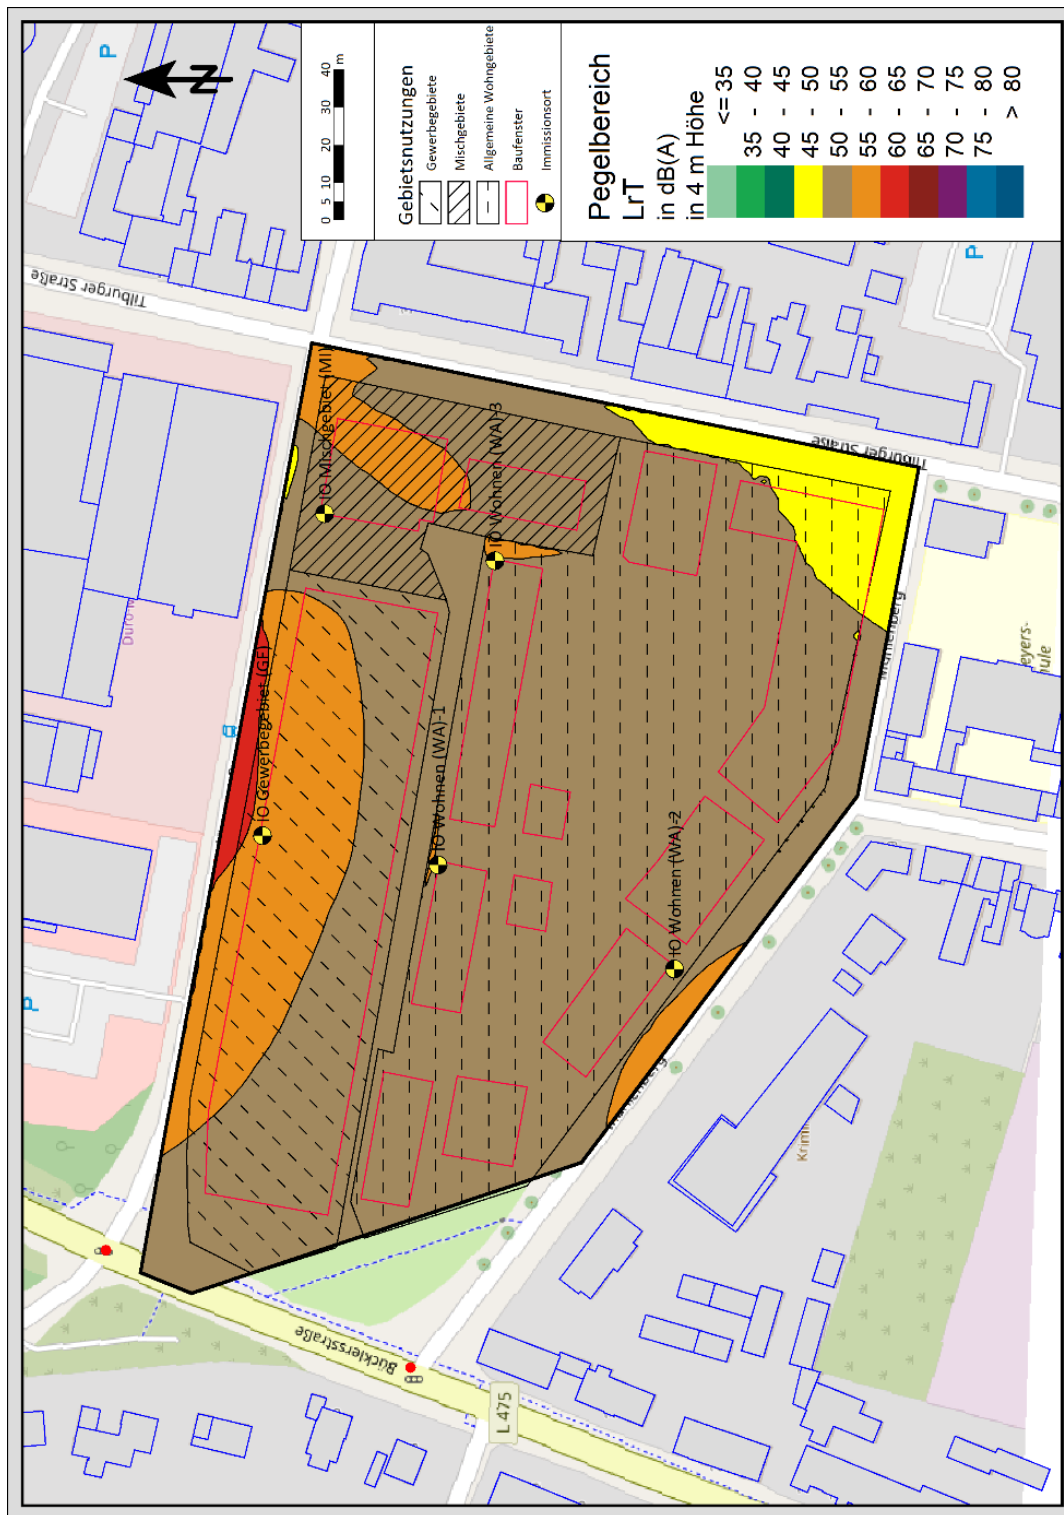 N
0 5 10 20 30 40
m
Gebietsnutzungen
Gewerbegebiete
Mischgebiete
Allgemeine Wohngebiete
Baufenster
Immissionsort
Pegelbereich
LrT
in dB(A)
in 4 m Höhe
<= 35
35 - 40
40 - 45
45 - 50
50 - 55
55 - 60
60 - 65
65 - 70
70 - 75
75 - 80
> 80
P
P
P
Tilburger Straße
Tilburger Straße
IO Mischgebiet (MI)
IO Wohnen (WA)-3
IO Gewerbegebiet (GE)
IO Wohnen (WA)-1
IO Wohnen (WA)-2
Bücklersstraße
L 475